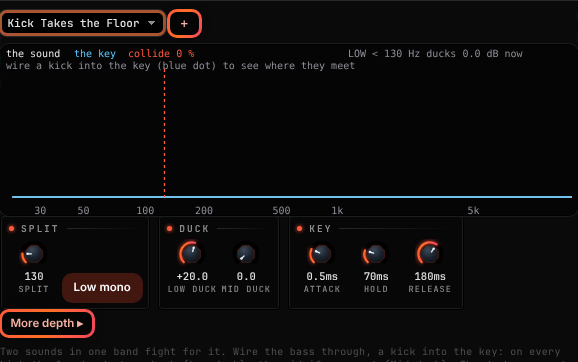 Kick Takes the Floor
+
the sound the key collide 0 % LOW < 130 Hz ducks 0.0 dB now
wire a kick into the key (blue dot) to see where they meet
30 50 100 200 500 1k 5k
SPLIT DUCK KEY
130 Low mono +20.0 0.0 0.5ms 70ms 180ms
SPLIT LOW DUCK MID DUCK ATTACK HOLD RELEASE
More depth ▸
Two sounds in one band fight for it. Wire the bass through, a kick into the key: on every